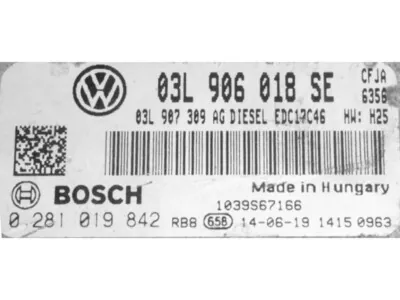 03L 906 018 SE CFJA
6356
03L 907 309 AG DIESEL EDC17C46 HW: H25
BOSCH Made in Hungary
1039S67166
0 281 019 842 RB8 65B 14-06-19 1415 0963